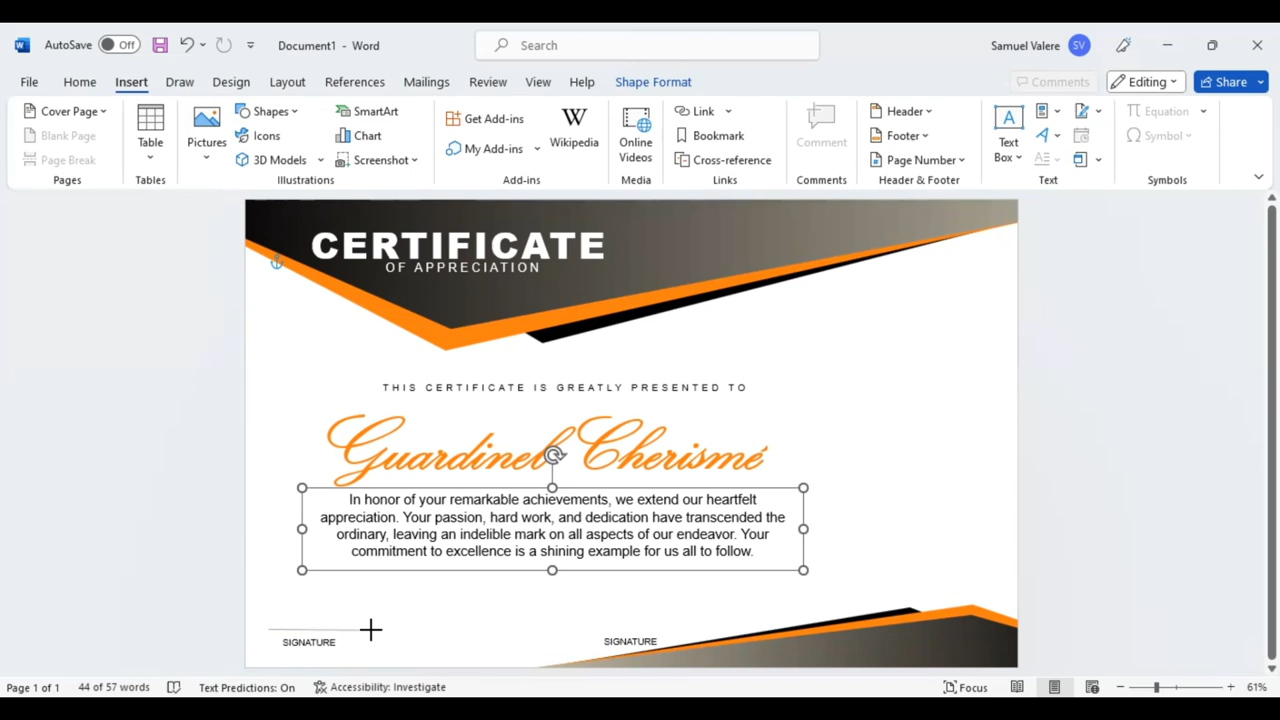 AutoSave Off Document1 - Word Search Samuel Valere SV
File Home Insert Draw Design Layout References Mailings Review View Help Shape Format Comments Editing Share
Cover Page
Blank Page
Page Break
Pages
Table
Tables
Pictures
Shapes
Icons
3D Models
SmartArt
Chart
Screenshot
Illustrations
Get Add-ins
My Add-ins
W
Wikipedia
Add-ins
Online
Videos
Media
Link
Bookmark
Cross-reference
Links
Comment
Comments
Header
Footer
Page Number
Header & Footer
A
Text
Box
Text
Equation
Symbol
Symbols
CERTIFICATE
OF APPRECIATION
THIS CERTIFICATE IS GREATLY PRESENTED TO
Guardinel Cherismé
In honor of your remarkable achievements, we extend our heartfelt
appreciation. Your passion, hard work, and dedication have transcended the
ordinary, leaving an indelible mark on all aspects of our endeavor. Your
commitment to excellence is a shining example for us all to follow.
SIGNATURE SIGNATURE
Page 1 of 1 44 of 57 words Text Predictions: On Accessibility: Investigate Focus 61%